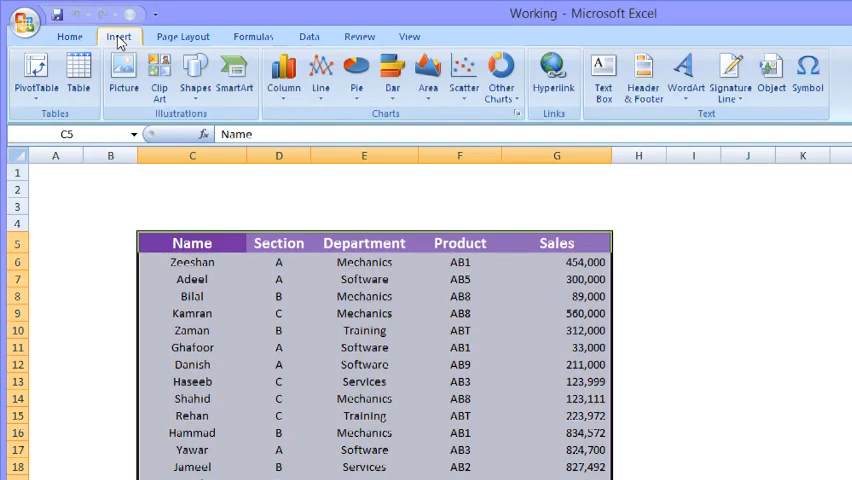 Working - Microsoft Excel
Home Insert Page Layout Formulas Data Review View
PivotTable Table Picture Clip Art Shapes SmartArt Column Line Pie Bar Area Scatter Other Charts Hyperlink Text Box Header & Footer WordArt Signature Line Object Symbol
Tables Illustrations Charts Links Text
C5 fx Name
A B C D E F G H I J K
1
2
3
4
5 Name Section Department Product Sales
6 Zeeshan A Mechanics AB1 454,000
7 Adeel A Software AB5 300,000
8 Bilal B Mechanics AB8 89,000
9 Kamran C Mechanics AB8 560,000
10 Zaman B Training ABT 312,000
11 Ghafoor A Software AB1 33,000
12 Danish A Software AB9 211,000
13 Haseeb C Services AB3 123,999
14 Shahid C Mechanics AB8 123,111
15 Rehan C Training ABT 223,972
16 Hammad B Mechanics AB1 834,572
17 Yawar A Software AB3 824,700
18 Jameel B Services AB2 827,492